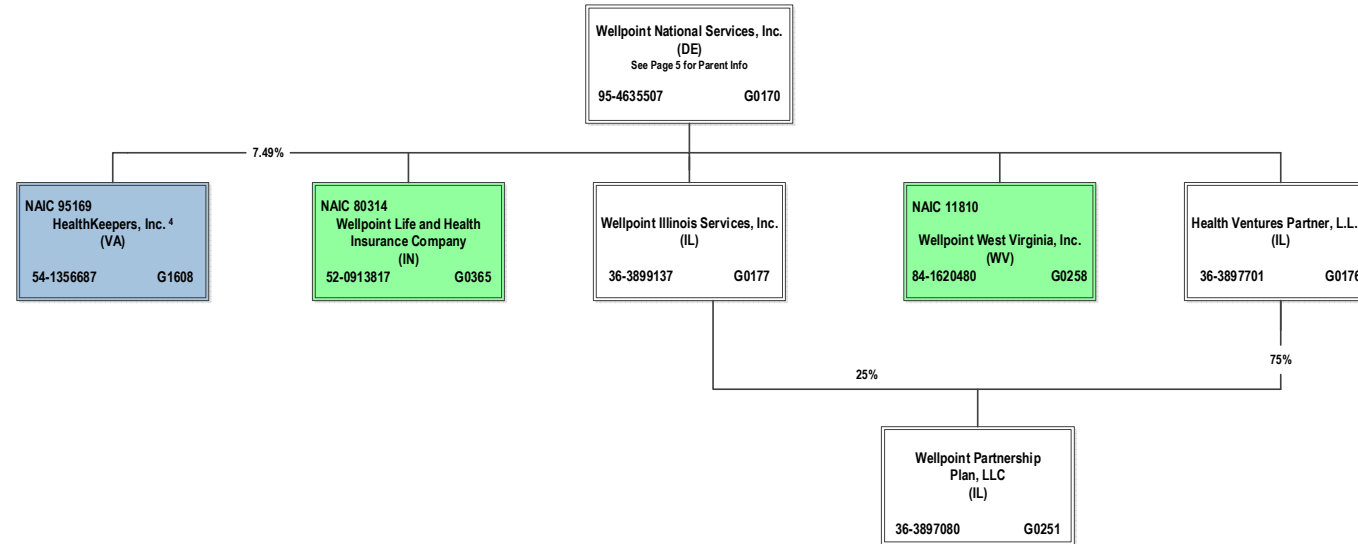 Wellpoint National Services, Inc.
(DE)
See Page 5 for Parent Info
95-4635507 G0170
7.49%
NAIC 95169
HealthKeepers, Inc. 4
(VA)
54-1356687 G1608
NAIC 80314
Wellpoint Life and Health
Insurance Company
(IN)
52-0913817 G0365
Wellpoint Illinois Services, Inc.
(IL)
36-3899137 G0177
NAIC 11810
Wellpoint West Virginia, Inc.
(WV)
84-1620480 G0258
Health Ventures Partner, L.L.
(IL)
36-3897701 G0176
75%
25%
Wellpoint Partnership
Plan, LLC
(IL)
36-3897080 G0251